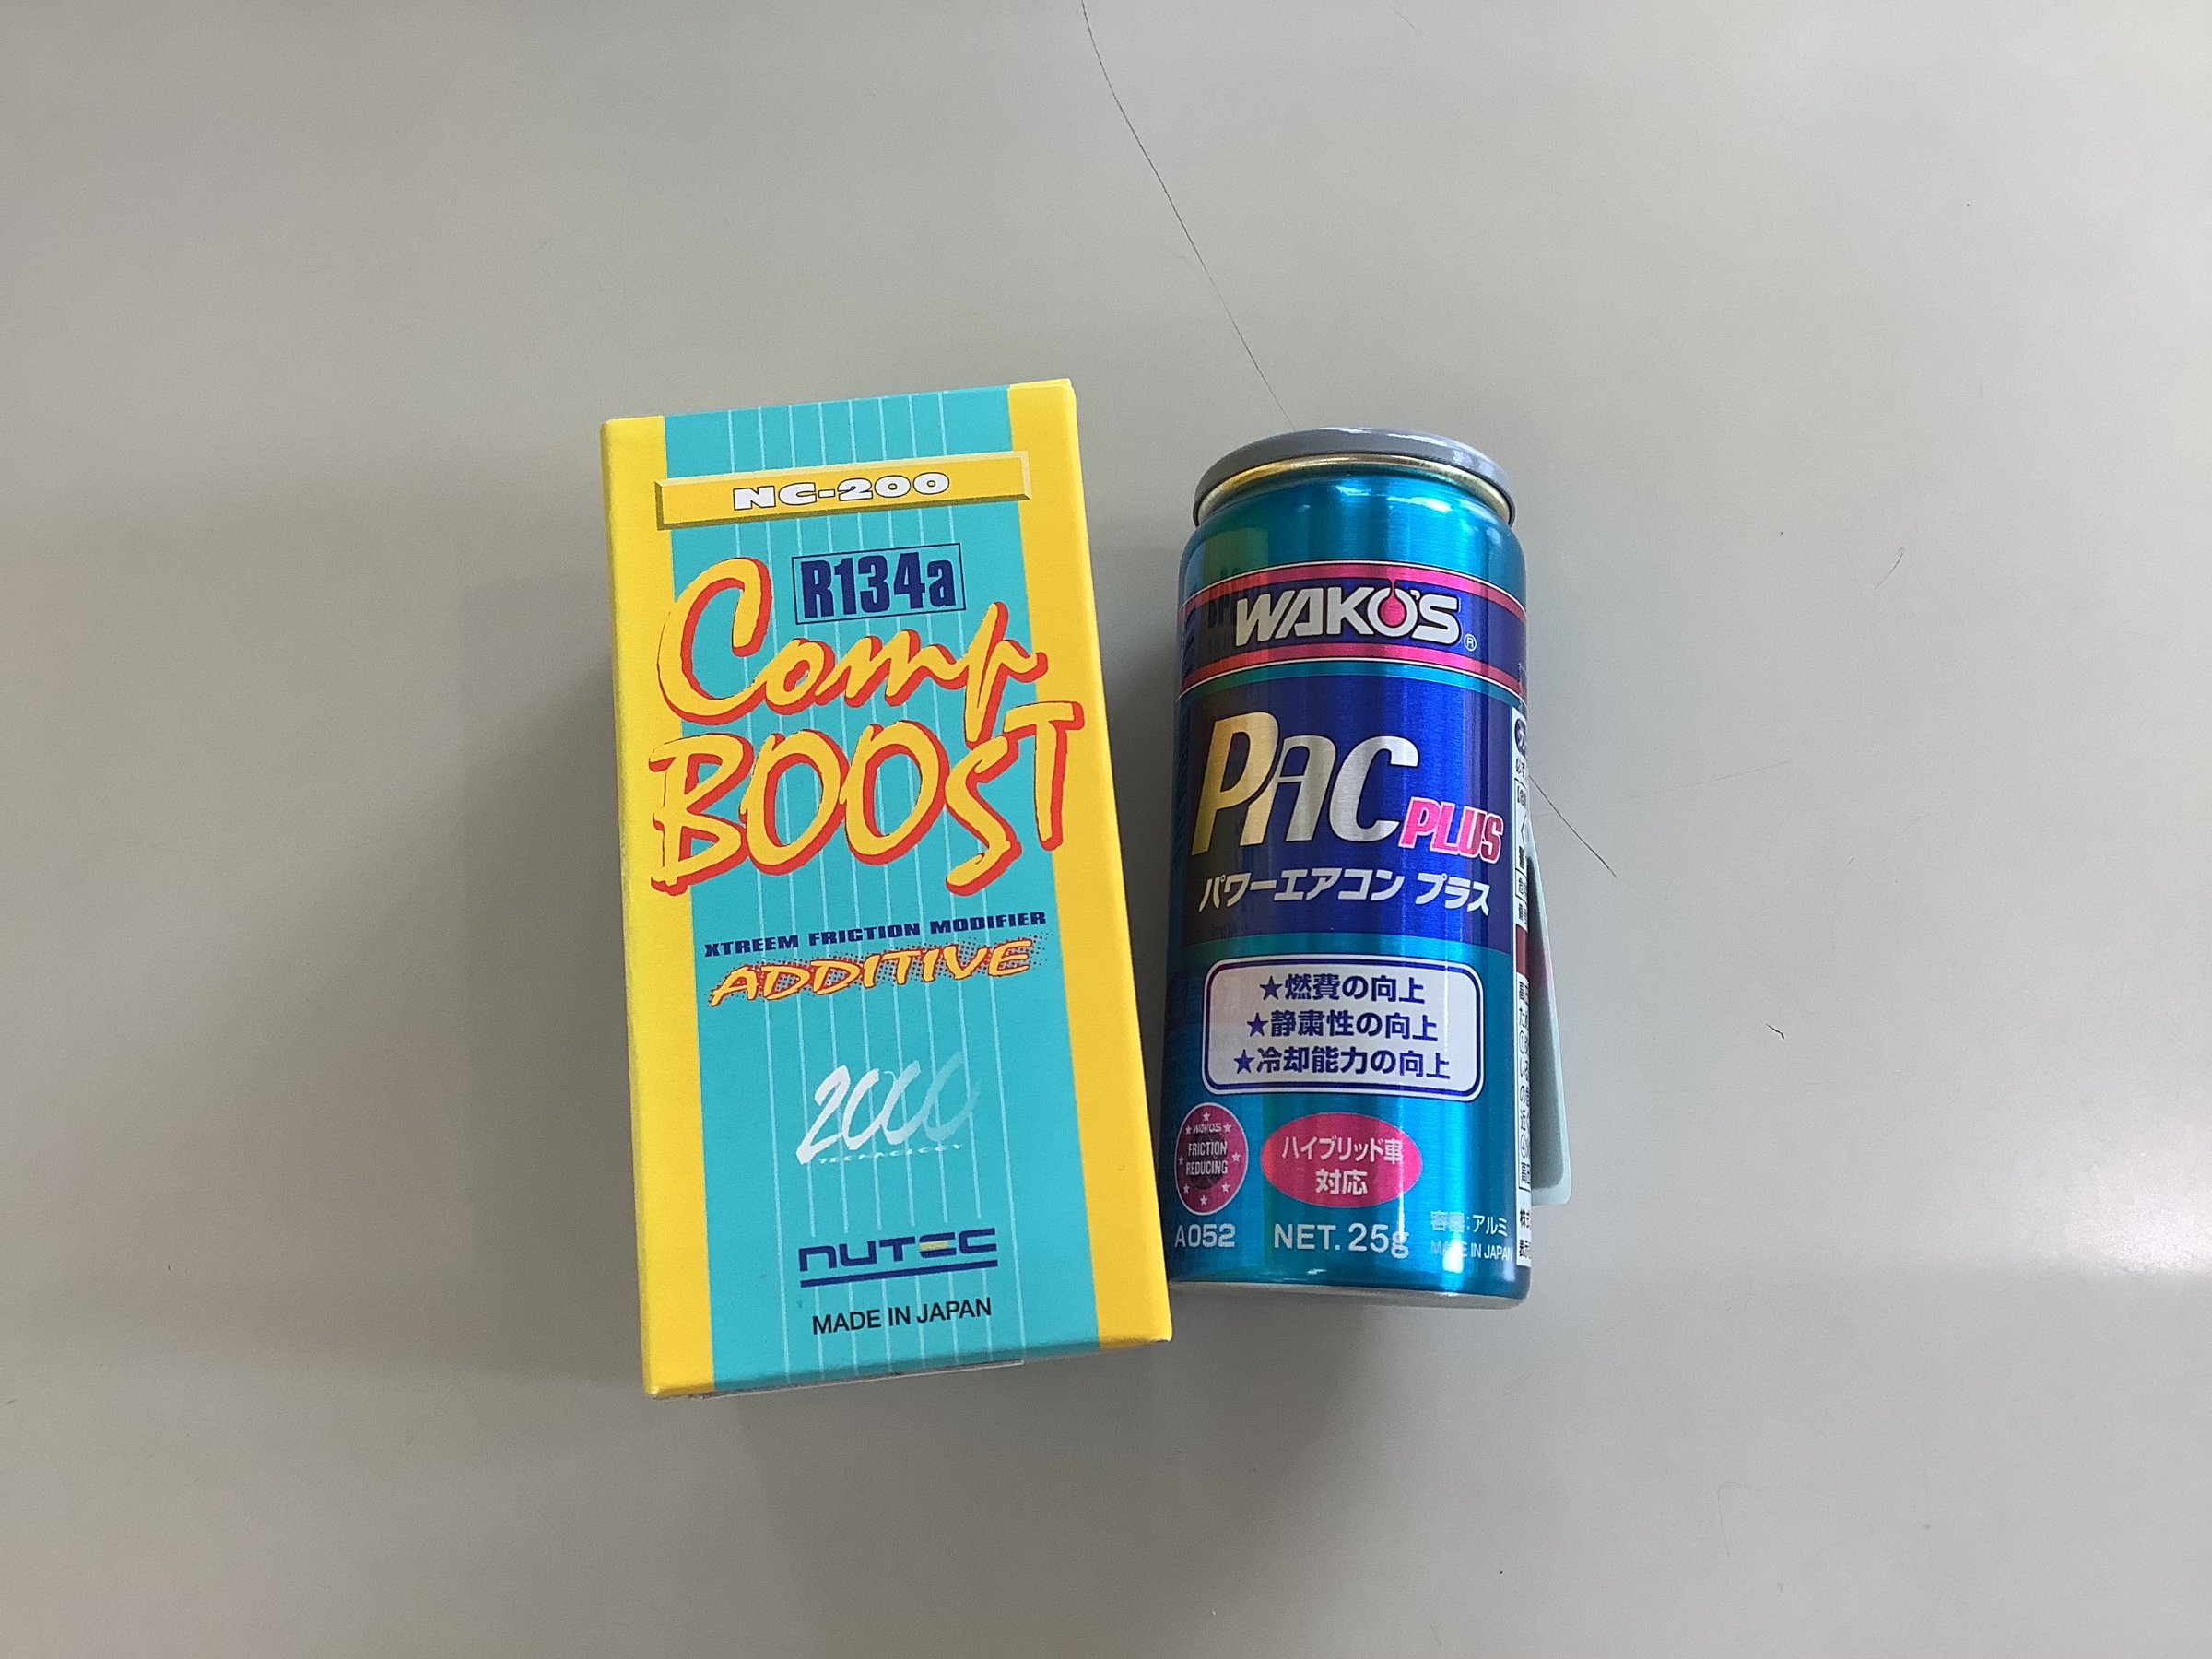 NC-200
R134a
Comp
BOOST
XTREEM FRICTION MODIFIER
ADDITIVE
2000
TECHNOLOGY
NUTEC
MADE IN JAPAN
WAKO'S®
PAC PLUS
パワーエアコン プラス
★燃費の向上
★静粛性の向上
★冷却能力の向上
WAKO'S
FRICTION
REDUCING
ハイブリッド車
対応
A052
NET. 25g
容器:アルミ
MADE IN JAPAN